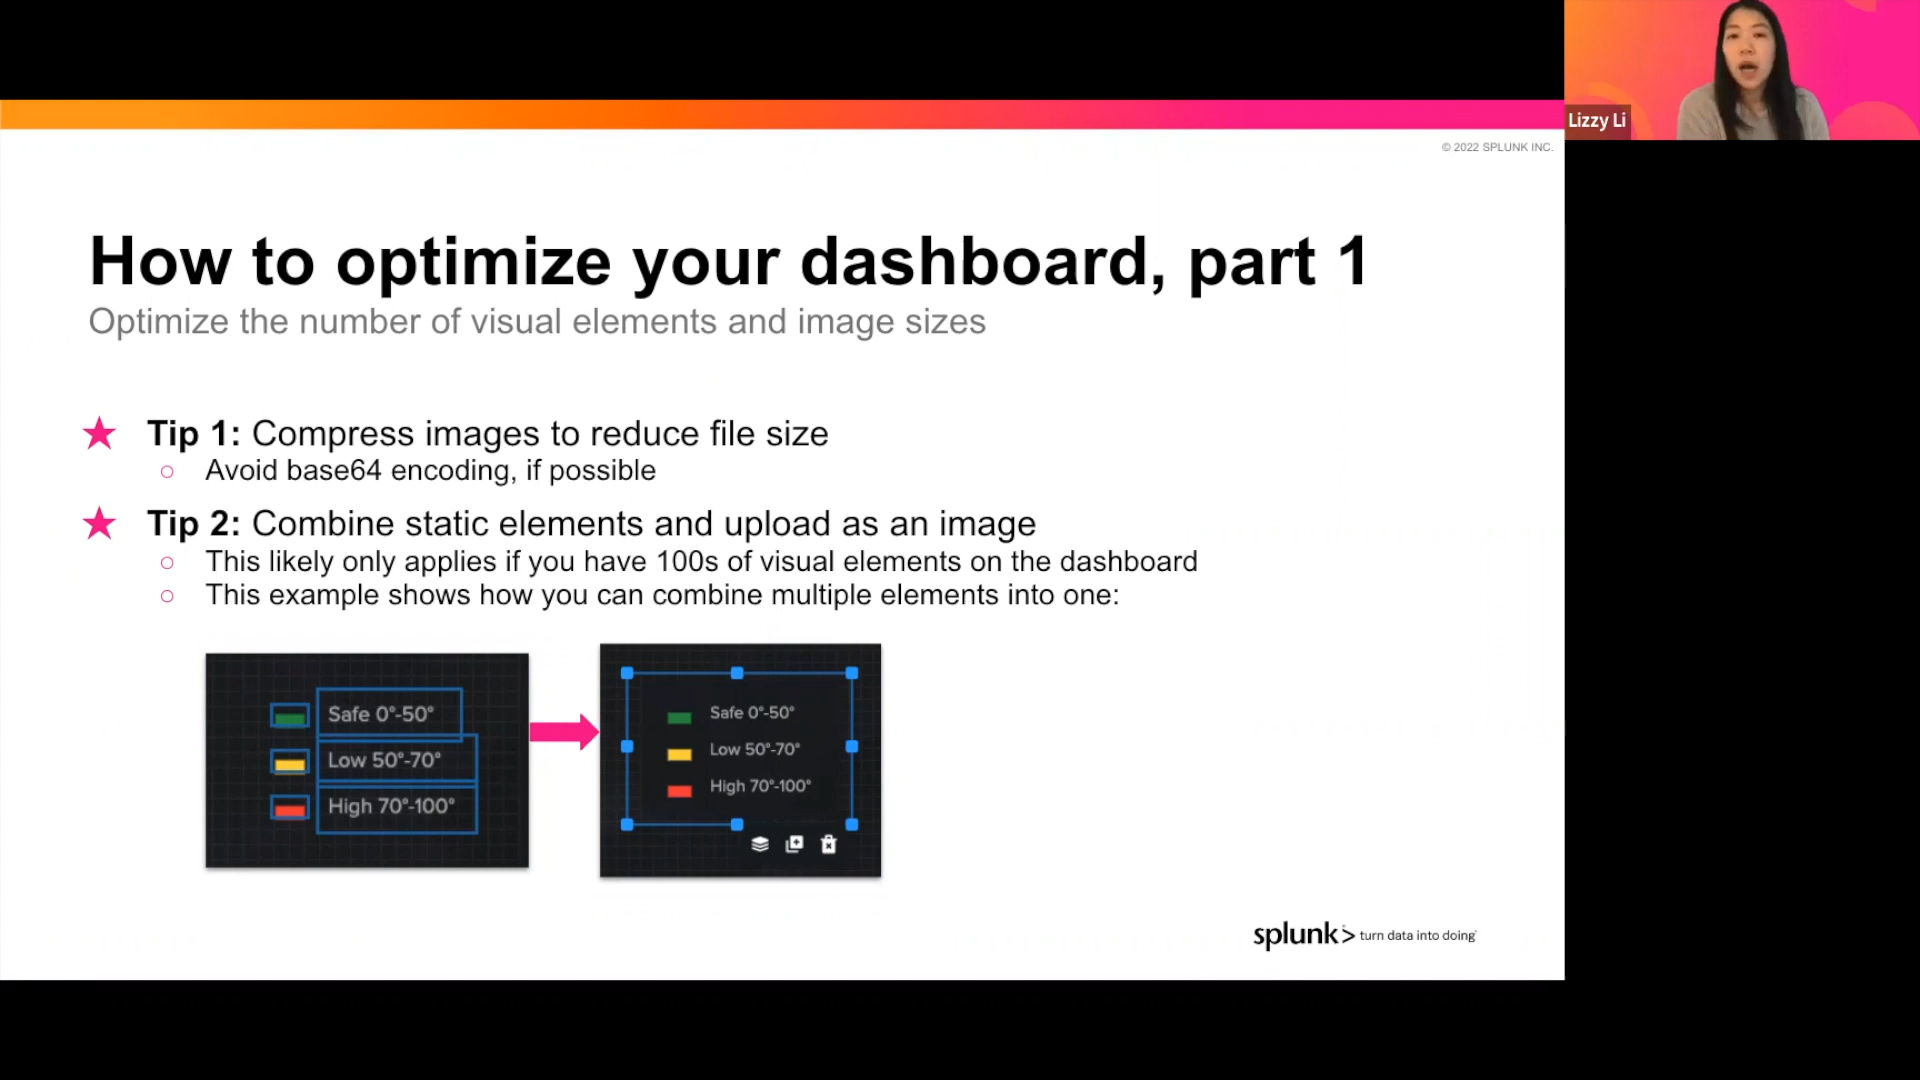 Lizzy Li
© 2022 SPLUNK INC.
How to optimize your dashboard, part 1
Optimize the number of visual elements and image sizes
Tip 1: Compress images to reduce file size
Avoid base64 encoding, if possible
Tip 2: Combine static elements and upload as an image
This likely only applies if you have 100s of visual elements on the dashboard
This example shows how you can combine multiple elements into one:
Safe 0°-50°
Low 50°-70°
High 70°-100°
Safe 0°-50°
Low 50°-70°
High 70°-100°
splunk> turn data into doing